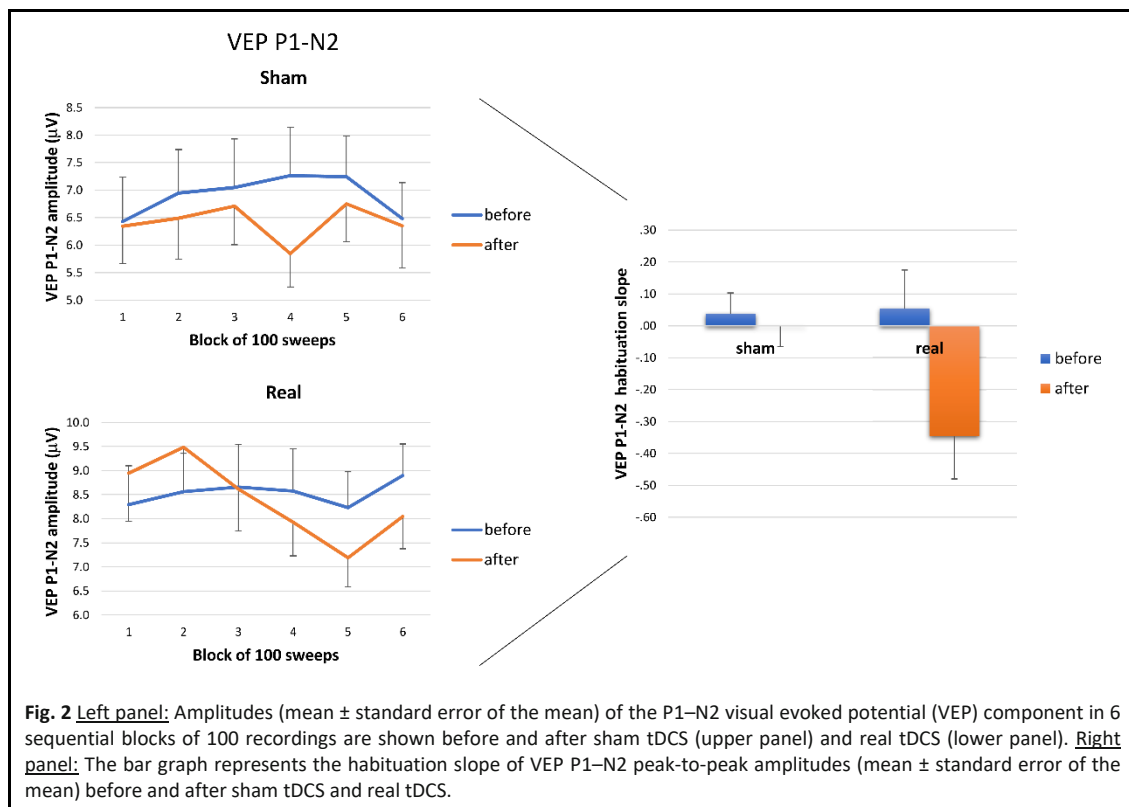 VEP P1-N2
Sham
VEP P1-N2 amplitude (µV)
8.5
8.0
7.5
7.0
6.5
6.0
5.5
5.0
1 2 3 4 5 6
Block of 100 sweeps
before
after
Real
VEP P1-N2 amplitude (µV)
10.0
9.5
9.0
8.5
8.0
7.5
7.0
6.5
6.0
1 2 3 4 5 6
Block of 100 sweeps
before
after
VEP P1-N2 habituation slope
.30
.20
.10
.00
-.10
-.20
-.30
-.40
-.50
-.60
sham real
before
after
Fig. 2 Left panel: Amplitudes (mean ± standard error of the mean) of the P1–N2 visual evoked potential (VEP) component in 6
sequential blocks of 100 recordings are shown before and after sham tDCS (upper panel) and real tDCS (lower panel). Right
panel: The bar graph represents the habituation slope of VEP P1–N2 peak-to-peak amplitudes (mean ± standard error of the
mean) before and after sham tDCS and real tDCS.